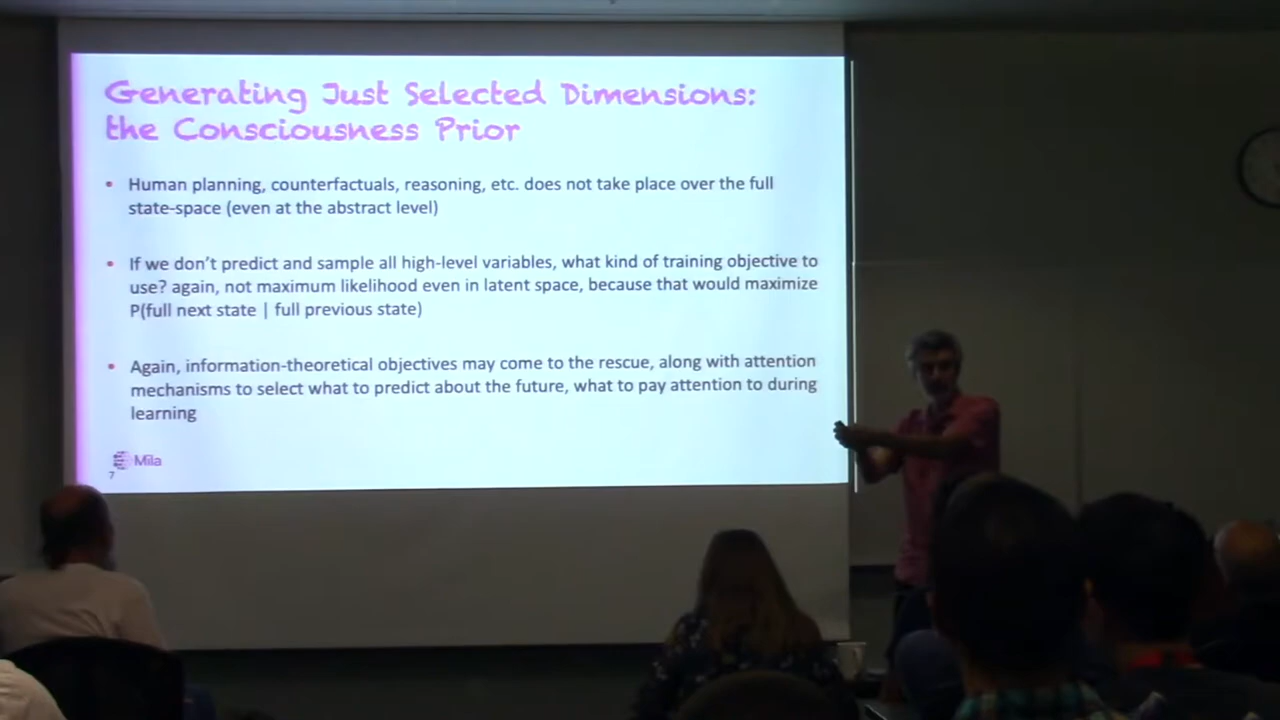 Generating Just Selected Dimensions:
the Consciousness Prior
• Human planning, counterfactuals, reasoning, etc. does not take place over the full
state-space (even at the abstract level)
• If we don't predict and sample all high-level variables, what kind of training objective to
use? again, not maximum likelihood even in latent space, because that would maximize
P(full next state | full previous state)
• Again, information-theoretical objectives may come to the rescue, along with attention
mechanisms to select what to predict about the future, what to pay attention to during
learning
Mila
7